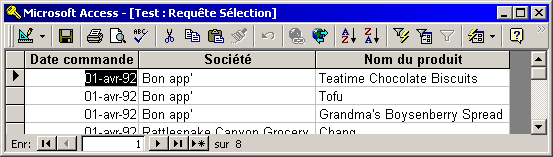 Microsoft Access - [Test : Requête Sélection]
Date commande Société Nom du produit
01-avr-92 Bon app' Teatime Chocolate Biscuits
01-avr-92 Bon app' Tofu
01-avr-92 Bon app' Grandma's Boysenberry Spread
01-avr-92 Rattlesnake Canyon Grocery Chang
Enr: 1 sur 8